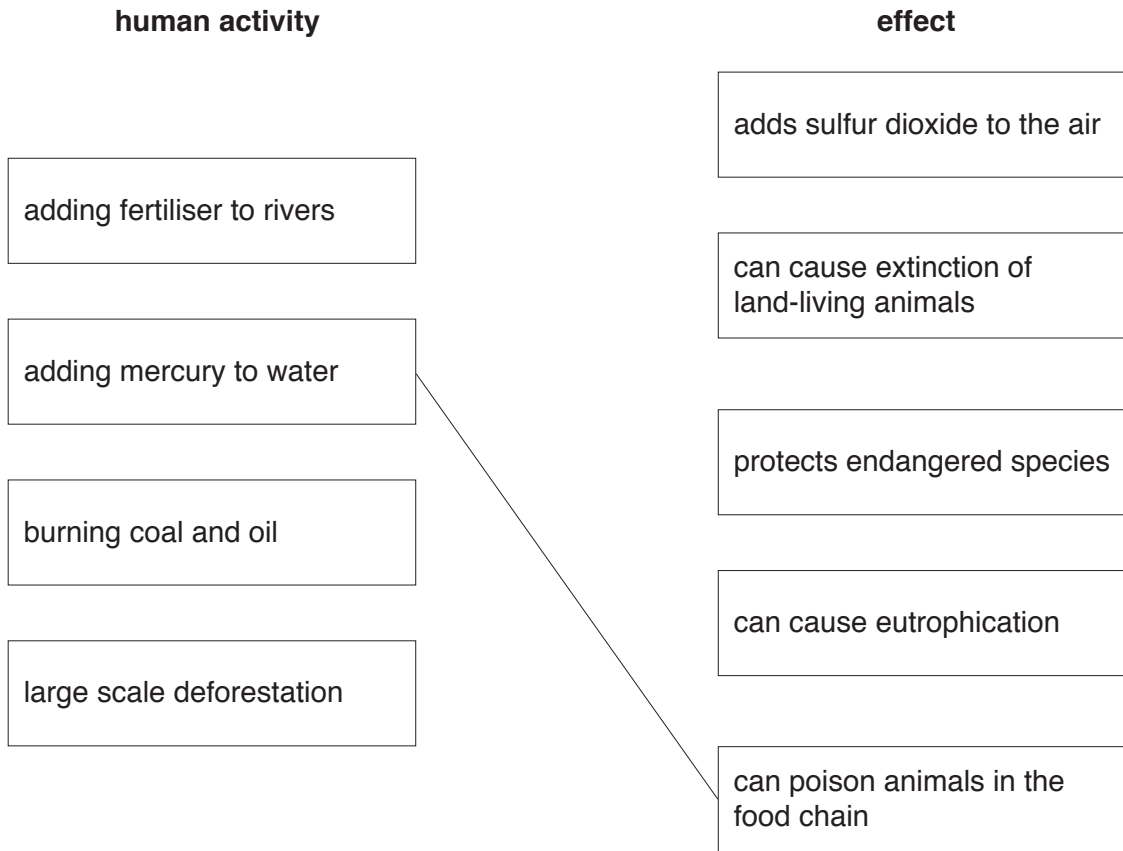 human activity
effect
adding fertiliser to rivers
adding mercury to water
burning coal and oil
large scale deforestation
adds sulfur dioxide to the air
can cause extinction of
land-living animals
protects endangered species
can cause eutrophication
can poison animals in the
food chain